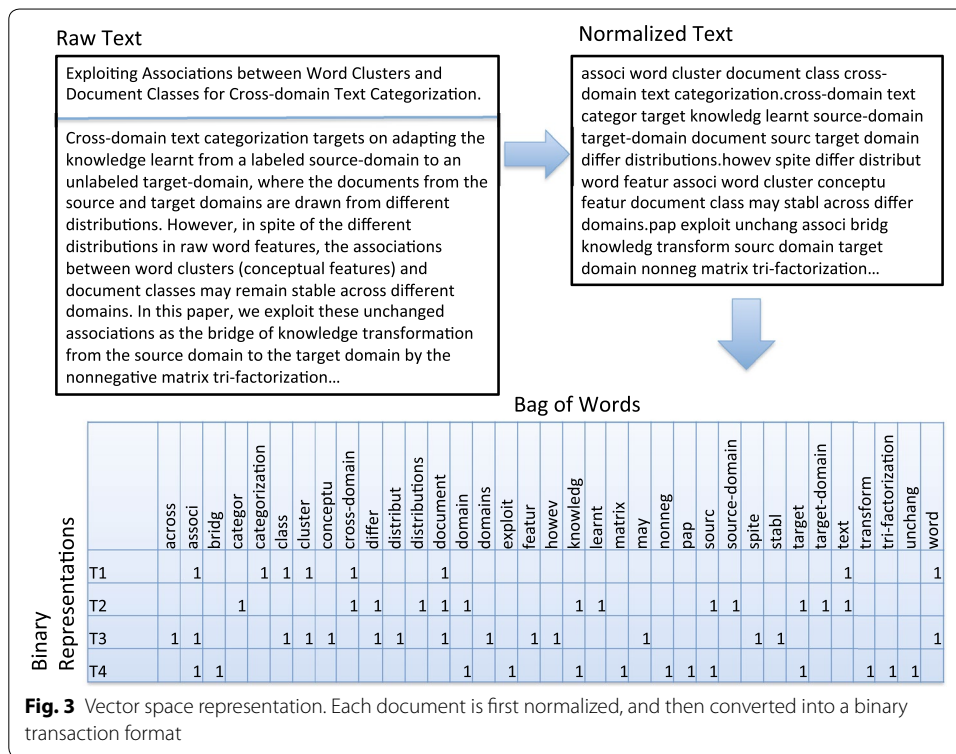 Raw Text
Exploiting Associations between Word Clusters and
Document Classes for Cross-domain Text Categorization.
Cross-domain text categorization targets on adapting the
knowledge learnt from a labeled source-domain to an
unlabeled target-domain, where the documents from the
source and target domains are drawn from different
distributions. However, in spite of the different
distributions in raw word features, the associations
between word clusters (conceptual features) and
document classes may remain stable across different
domains. In this paper, we exploit these unchanged
associations as the bridge of knowledge transformation
from the source domain to the target domain by the
nonnegative matrix tri-factorization...
Normalized Text
associ word cluster document class cross-
domain text categorization.cross-domain text
categor target knowledg learnt source-domain
target-domain document sourc target domain
differ distributions.howev spite differ distribut
word featur associ word cluster conceptu
featur document class may stabl across differ
domains.pap exploit unchang associ bridg
knowledg transform sourc domain target
domain nonneg matrix tri-factorization...
Bag of Words
across associ bridg categor categorization class cluster conceptu cross-domain differ distribut distributions document domain domains exploit featur howev knowledg learnt matrix may nonneg pap sourc source-domain spite stabl target target-domain text transform tri-factorization unchang word
Binary
Representations
T1 1 1 1 1 1 1 1 1
T2 1 1 1 1 1 1 1 1 1 1 1 1 1
T3 1 1 1 1 1 1 1 1 1 1 1 1 1 1 1
T4 1 1 1 1 1 1 1 1 1 1 1 1 1
Fig. 3 Vector space representation. Each document is first normalized, and then converted into a binary
transaction format